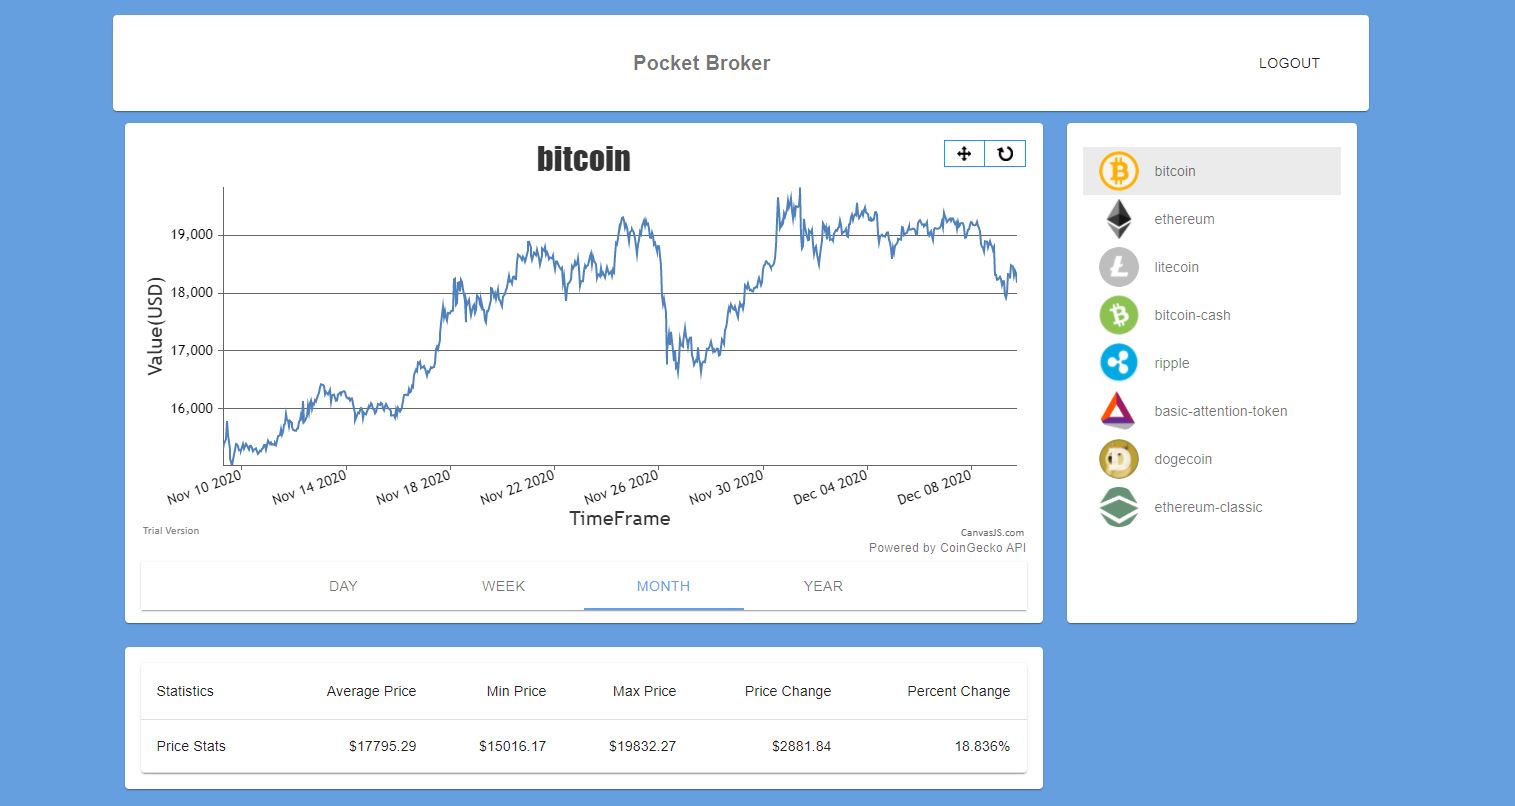 Pocket Broker
LOGOUT
bitcoin
Value(USD)
19,000
18,000
17,000
16,000
Nov 10 2020
Nov 14 2020
Nov 18 2020
Nov 22 2020
Nov 26 2020
Nov 30 2020
Dec 04 2020
Dec 08 2020
TimeFrame
Trial Version
CanvasJS.com
Powered by CoinGecko API
DAY WEEK MONTH YEAR
bitcoin
ethereum
litecoin
bitcoin-cash
ripple
basic-attention-token
dogecoin
ethereum-classic
Statistics Average Price Min Price Max Price Price Change Percent Change
Price Stats $17795.29 $15016.17 $19832.27 $2881.84 18.836%